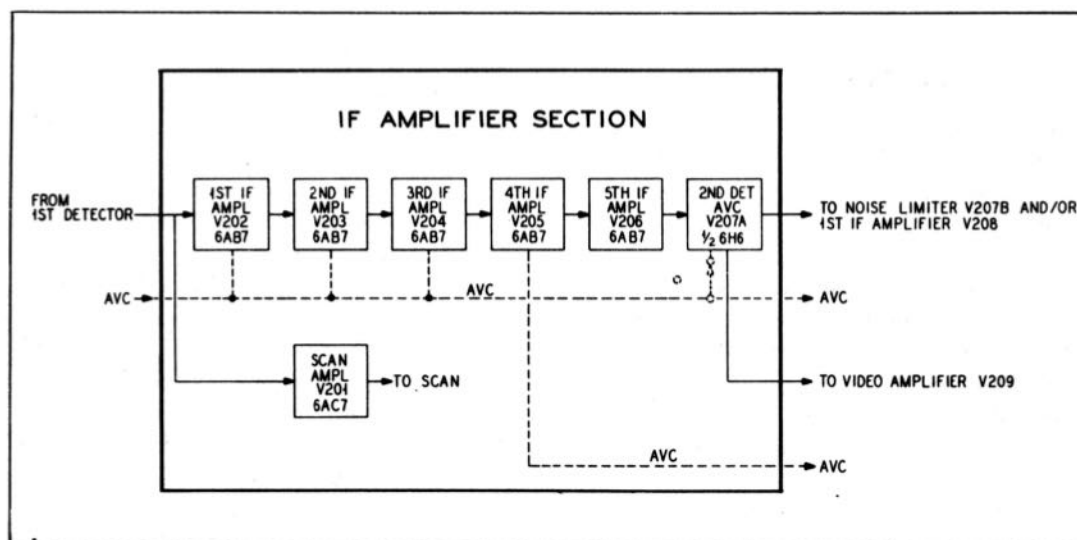 IF AMPLIFIER SECTION
FROM
1ST DETECTOR
1ST IF
AMPL
V202
6AB7
2ND IF
AMPL
V203
6AB7
3RD IF
AMPL
V204
6AB7
4TH IF
AMPL
V205
6AB7
5TH IF
AMPL
V206
6AB7
2ND DET
AVC
V207A
½ 6H6
TO NOISE LIMITER V207B AND/OR
1ST IF AMPLIFIER V208
AVC
AVC
AVC
SCAN
AMPL
V201
6AC7
TO SCAN
TO VIDEO AMPLIFIER V209
AVC
AVC